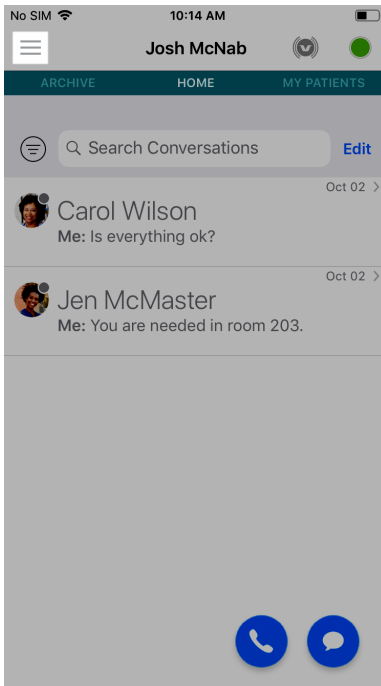 No SIM 10:14 AM
Josh McNab
ARCHIVE HOME MY PATIENTS
Search Conversations Edit
Oct 02
Carol Wilson
Me: Is everything ok?
Oct 02
Jen McMaster
Me: You are needed in room 203.